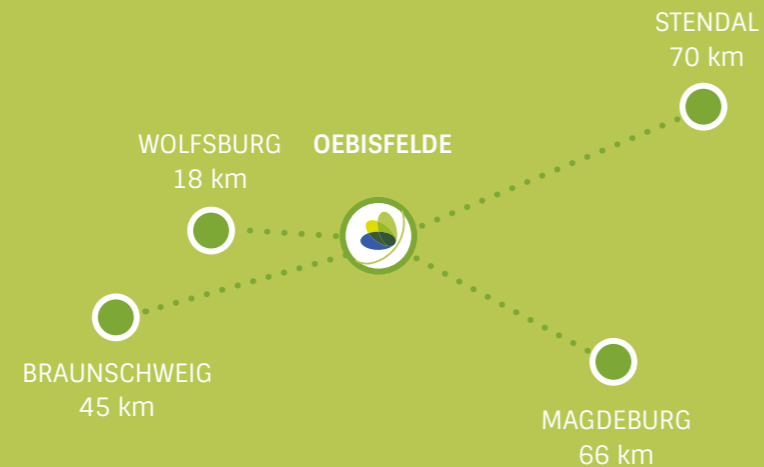 STENDAL
70 km
WOLFSBURG
18 km
OEBISFELDE
BRAUNSCHWEIG
45 km
MAGDEBURG
66 km